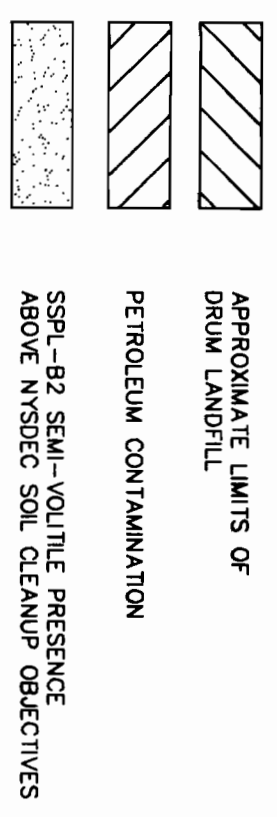 APPROXIMATE LIMITS OF
DRUM LANDFILL
PETROLEUM CONTAMINATION
SSPL-B2 SEMI-VOLITILE PRESENCE
ABOVE NYSDEC SOIL CLEANUP OBJECTIVES